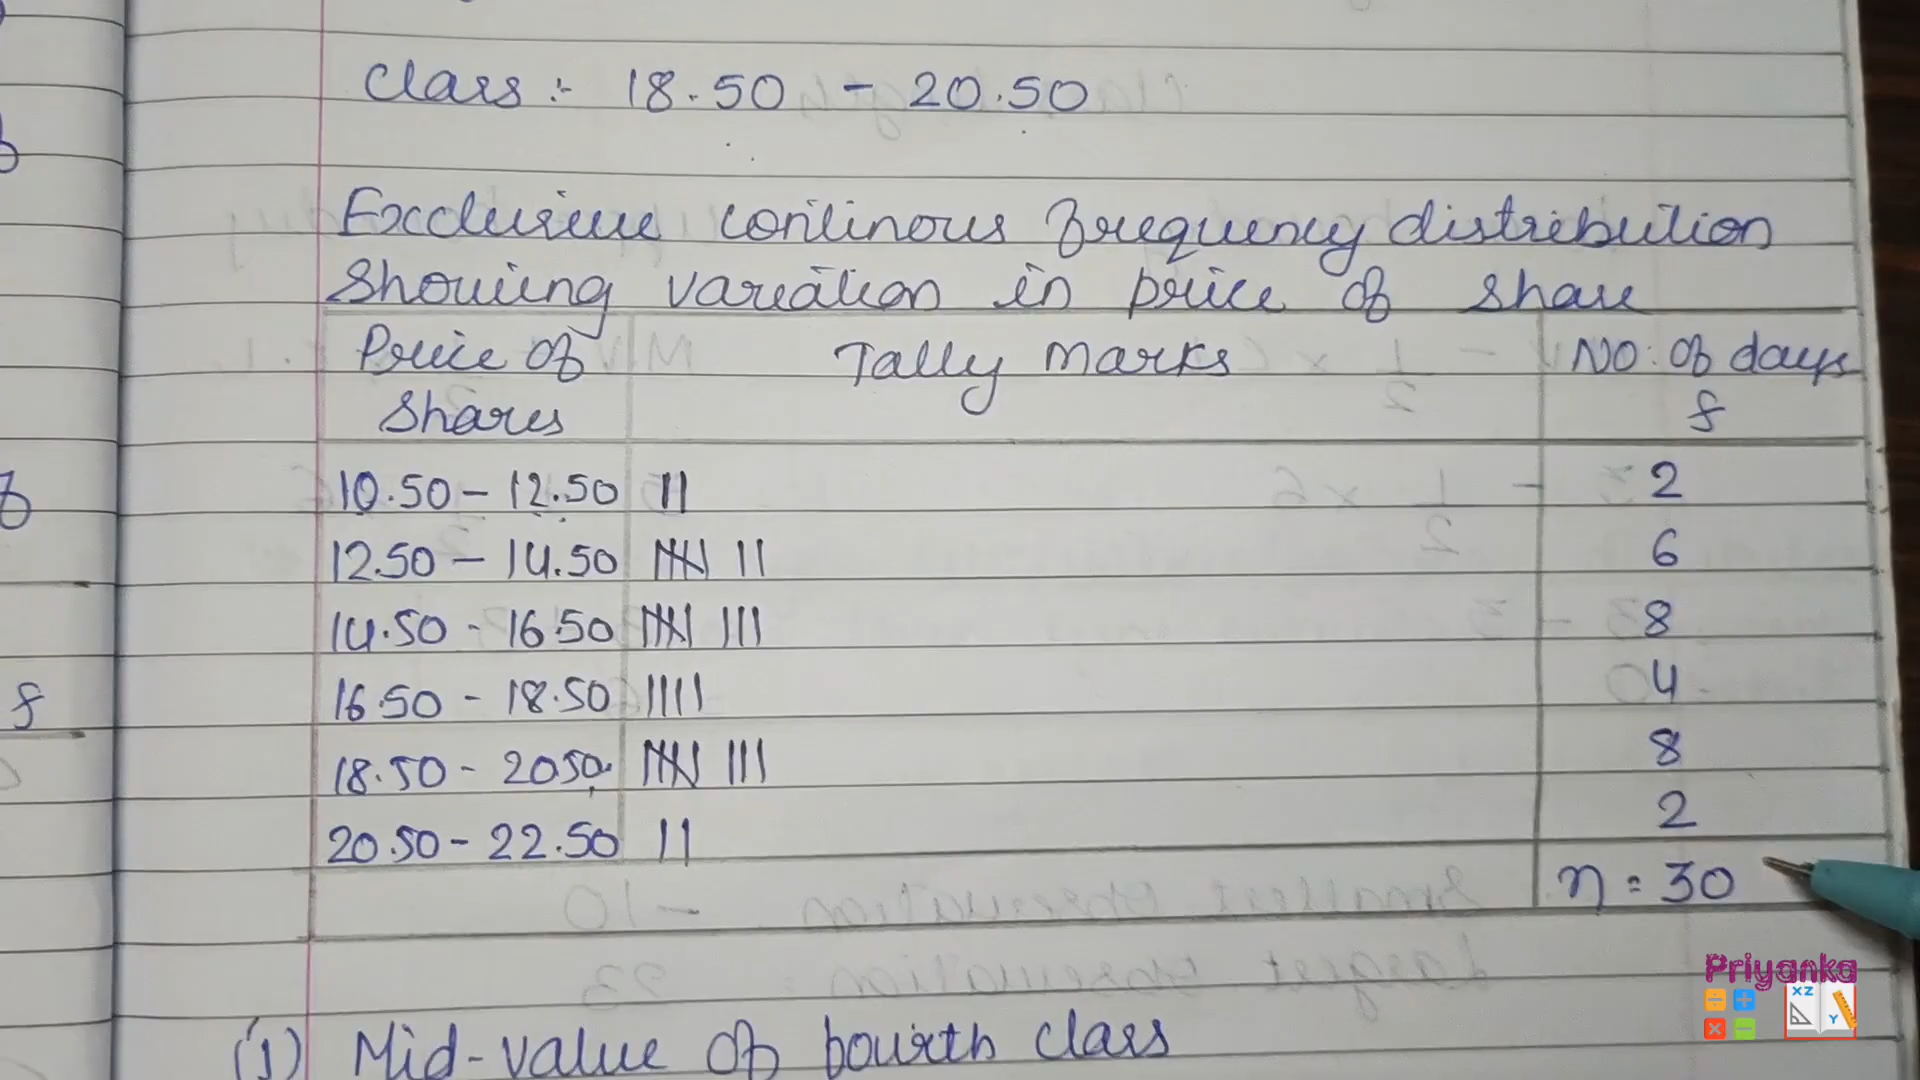 Class :- 18.50 - 20.50
Exclusive continous frequency distribution
Showing variation in price of share
Price of Shares Tally Marks No. of days f
10.50 - 12.50 || 2
12.50 - 14.50 |||| || 6
14.50 - 16.50 |||| ||| 8
16.50 - 18.50 |||| 4
18.50 - 20.50 |||| ||| 8
20.50 - 22.50 || 2
n = 30
(1) Mid-value of fourth class
Priyanka
XZ
Y
f